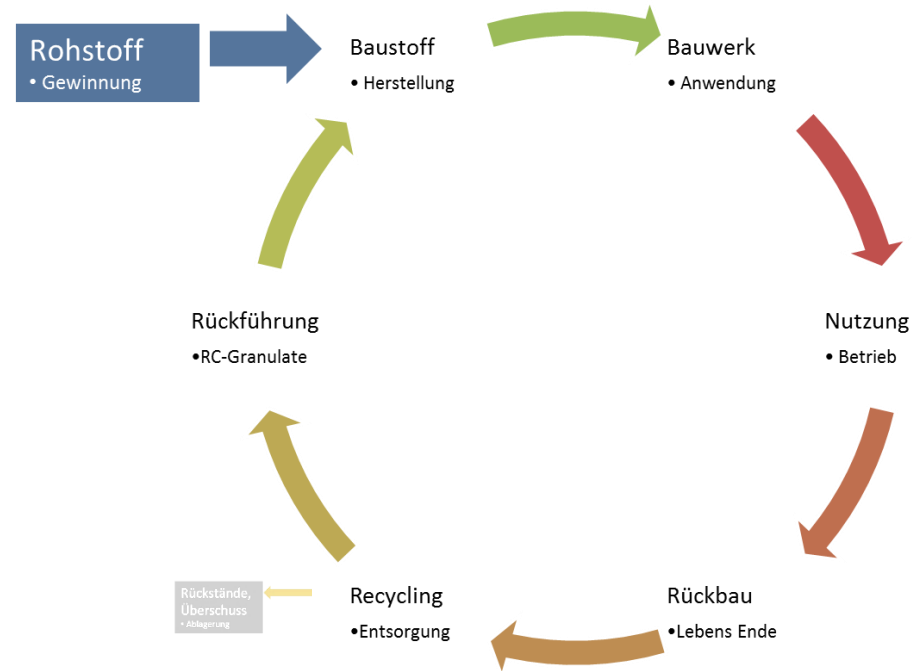 Rohstoff
• Gewinnung
Baustoff
• Herstellung
Bauwerk
• Anwendung
Nutzung
• Betrieb
Rückbau
•Lebens Ende
Recycling
•Entsorgung
Rückstände,
Überschuss
• Ablagerung
Rückführung
•RC-Granulate